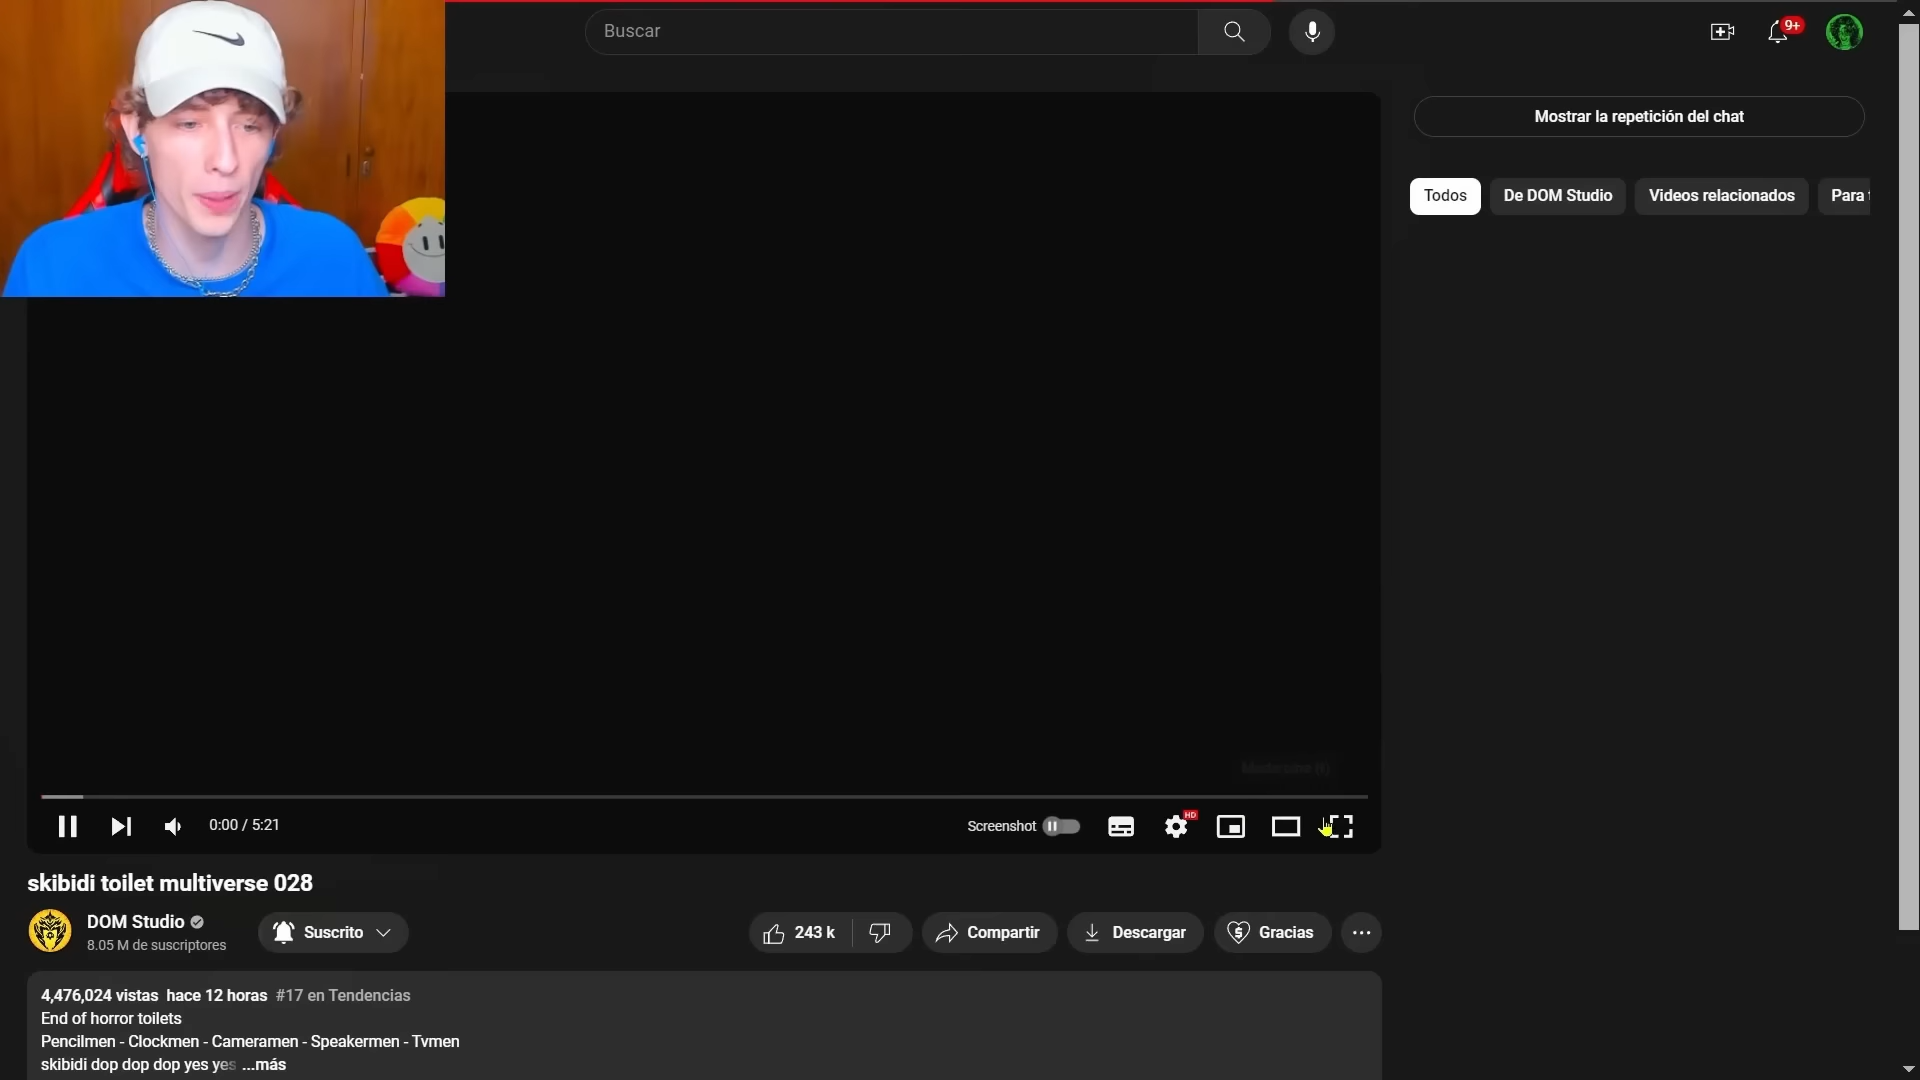 Buscar
9+
Mostrar la repetición del chat
Todos
De DOM Studio
Videos relacionados
Para
0:00 / 5:21
Screenshot
HD
skibidi toilet multiverse 028
DOM Studio
8.05 M de suscriptores
Suscrito
243 k
Compartir
Descargar
Gracias
4,476,024 vistas hace 12 horas #17 en Tendencias
End of horror toilets
Pencilmen - Clockmen - Cameramen - Speakermen - Tvmen
skibidi dop dop dop yes yes ...más